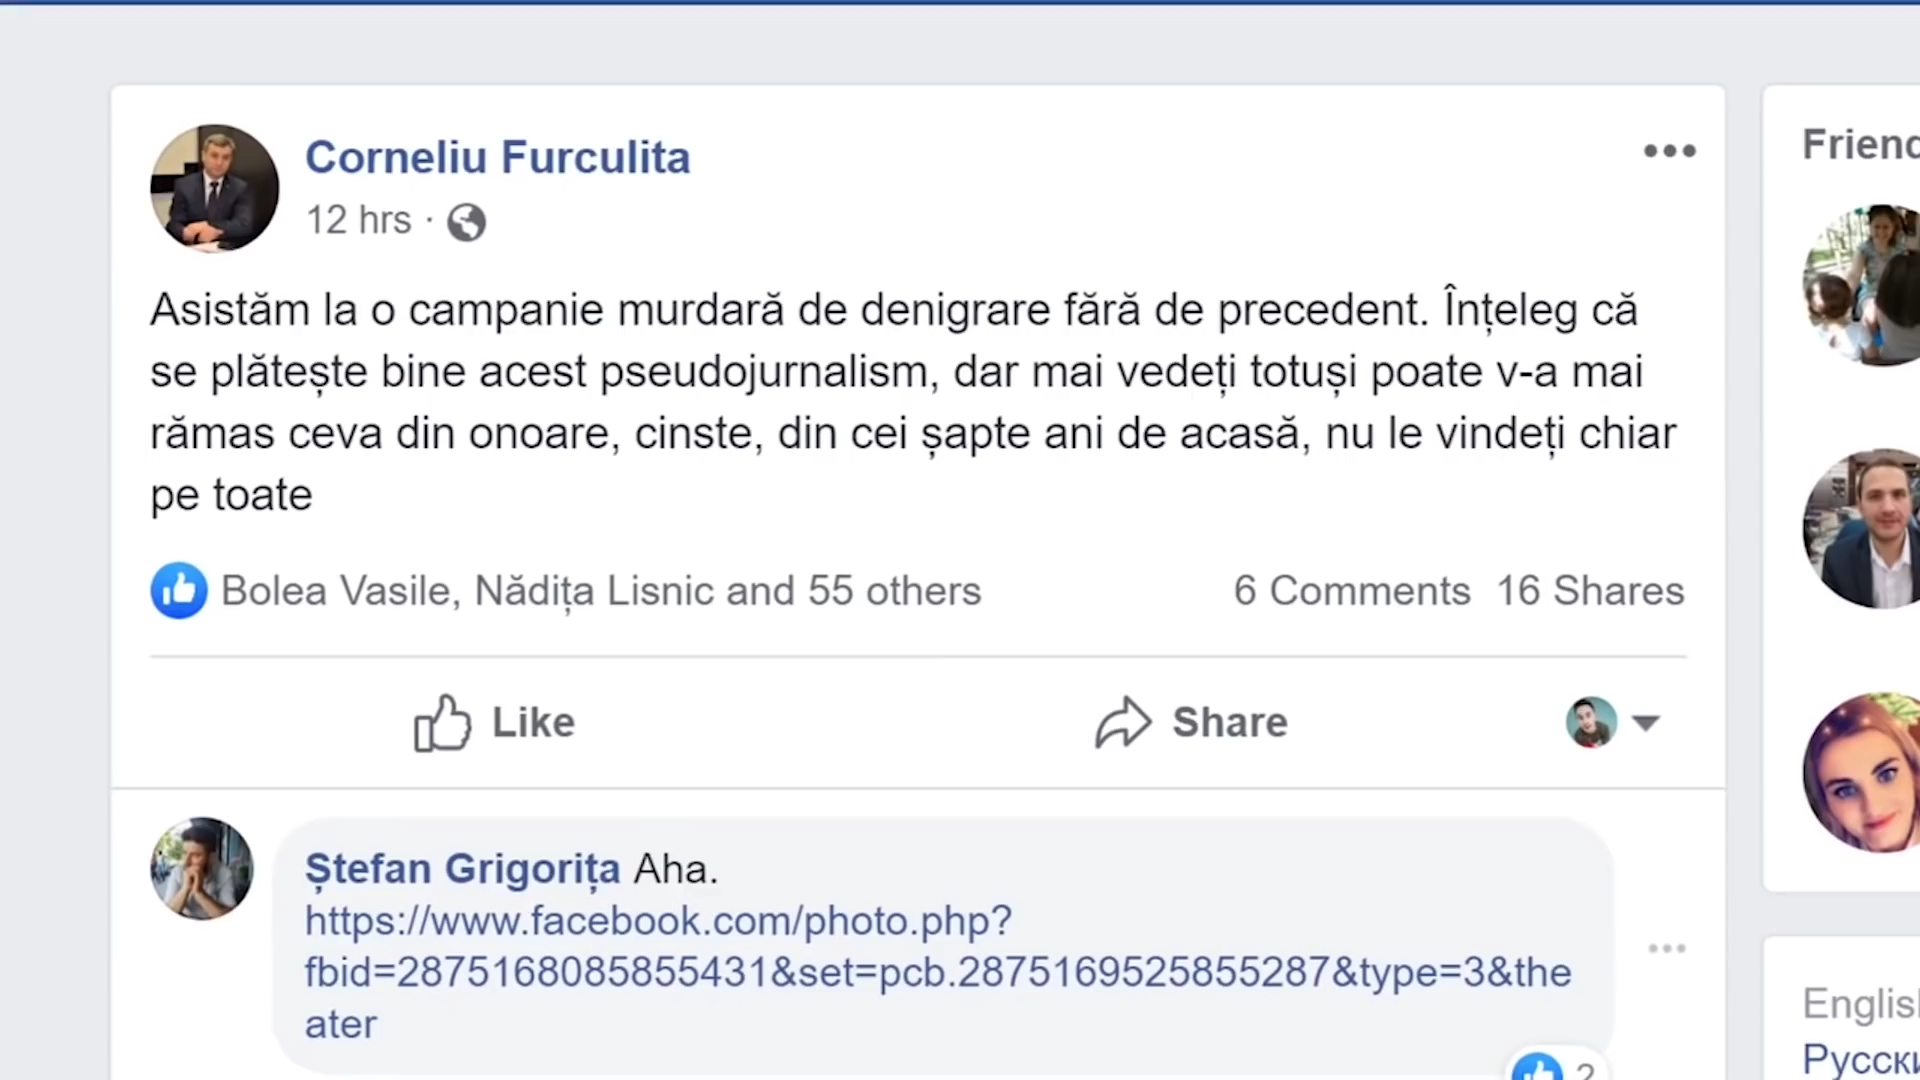 Corneliu Furculita
12 hrs ·
Asistăm la o campanie murdară de denigrare fără de precedent. Înțeleg că
se plătește bine acest pseudojurnalism, dar mai vedeți totuși poate v-a mai
rămas ceva din onoare, cinste, din cei șapte ani de acasă, nu le vindeți chiar
pe toate
Bolea Vasile, Nădița Lisnic and 55 others
6 Comments 16 Shares
Like
Share
Ștefan Grigorița Aha.
https://www.facebook.com/photo.php?
fbid=2875168085855431&set=pcb.2875169525855287&type=3&the
ater
2